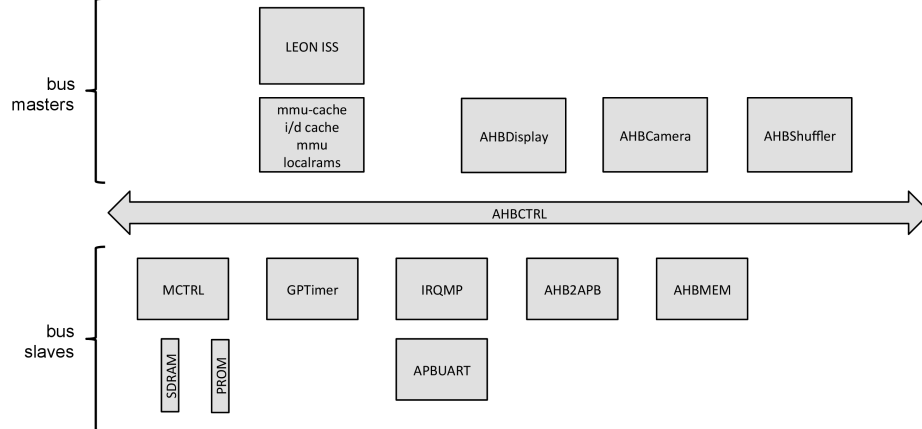 LEON ISS
bus
masters
mmu-cache
i/d cache
mmu
localrams
AHBDisplay
AHBCamera
AHBShuffler
AHBCTRL
MCTRL
GPTimer
IRQMP
AHB2APB
AHBMEM
bus
slaves
SDRAM
PROM
APBUART